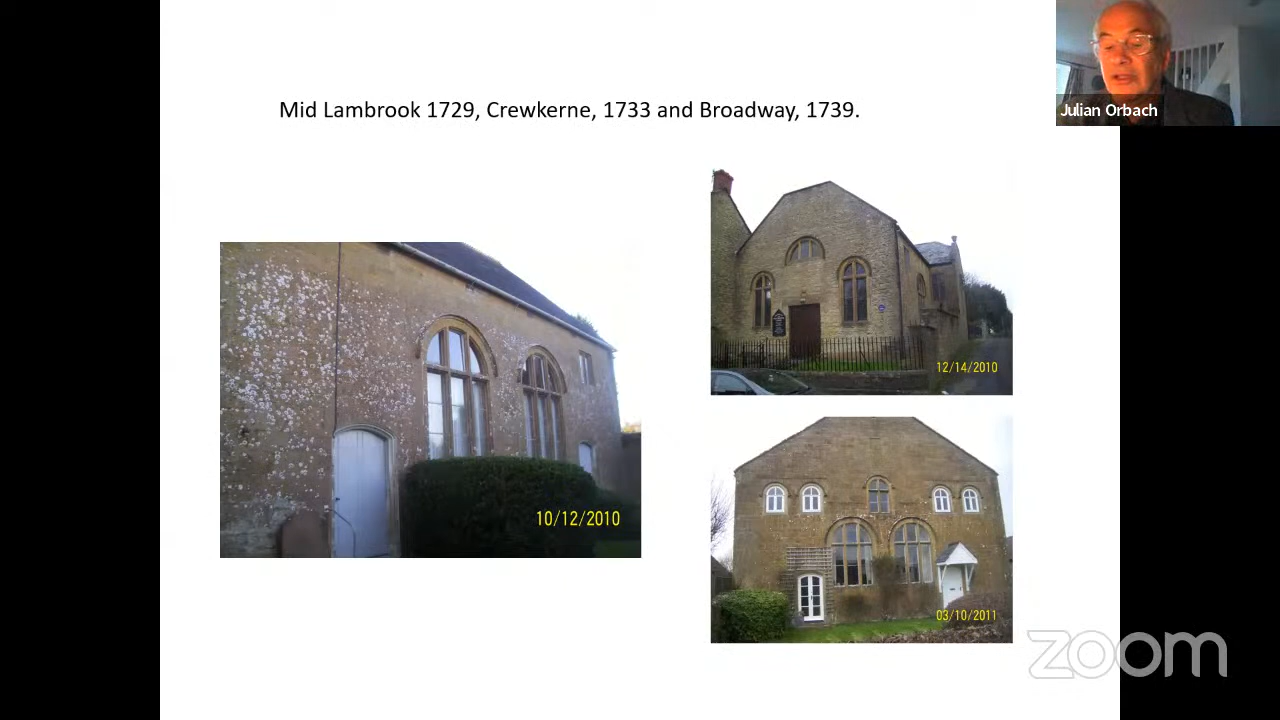 Mid Lambrook 1729, Crewkerne, 1733 and Broadway, 1739.
Julian Orbach
12/14/2010
10/12/2010
03/10/2011
zoom